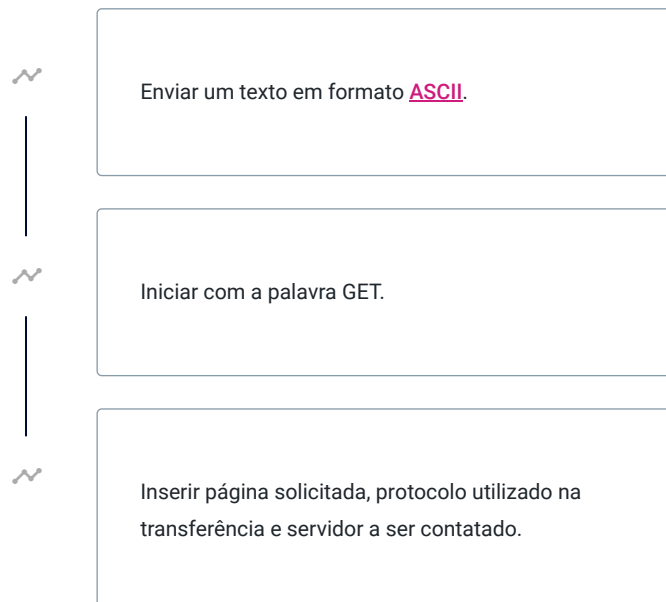 Enviar um texto em formato ASCII.
Iniciar com a palavra GET.
Inserir página solicitada, protocolo utilizado na
transferência e servidor a ser contatado.